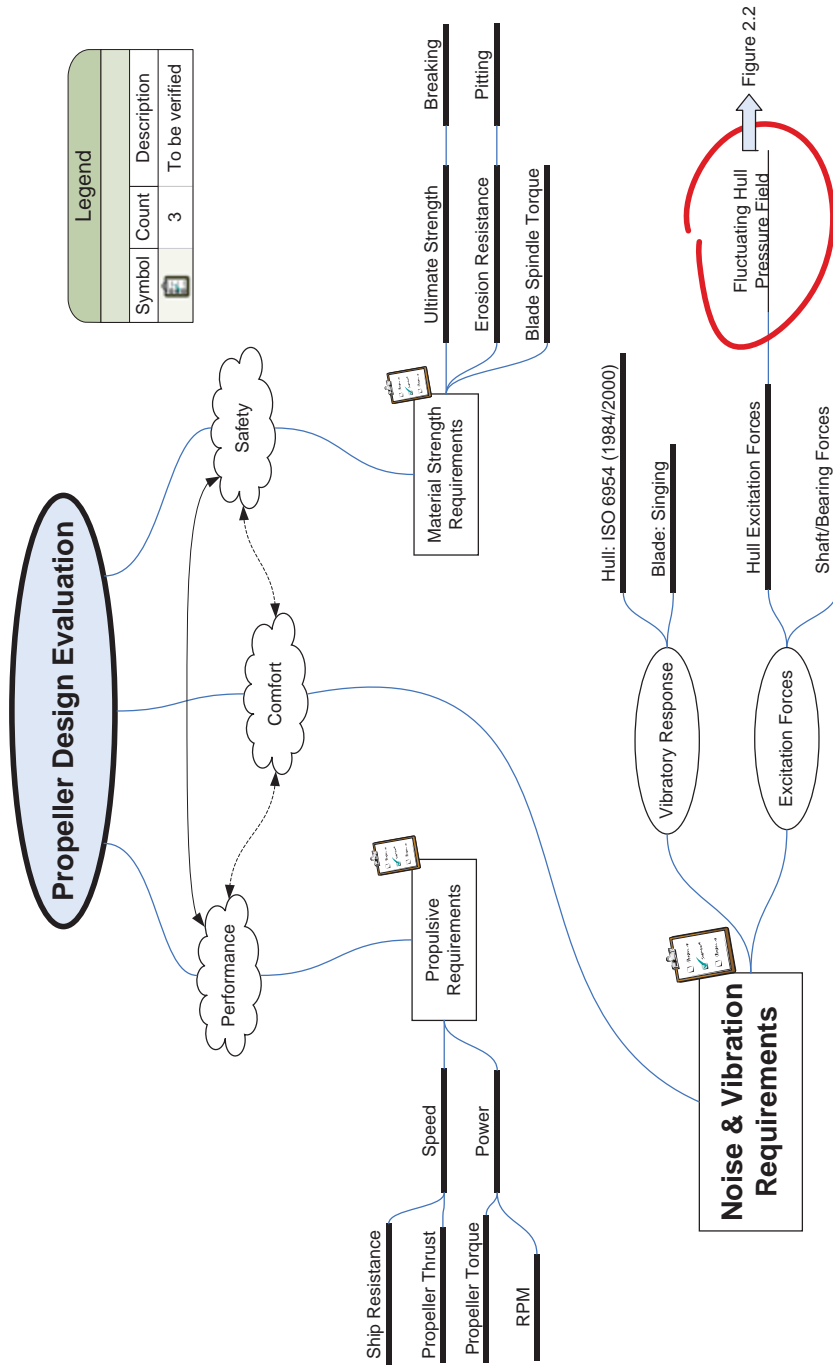 Propeller Design Evaluation
Legend
Symbol Count Description
3 To be verified
Performance
Comfort
Safety
Propulsive
Requirements
Material Strength
Requirements
Speed
Power
Ship Resistance
Propeller Thrust
Propeller Torque
RPM
Ultimate Strength
Breaking
Erosion Resistance
Pitting
Blade Spindle Torque
Noise & Vibration
Requirements
Vibratory Response
Hull: ISO 6954 (1984/2000)
Blade: Singing
Excitation Forces
Hull Excitation Forces
Shaft/Bearing Forces
Fluctuating Hull
Pressure Field
Figure 2.2